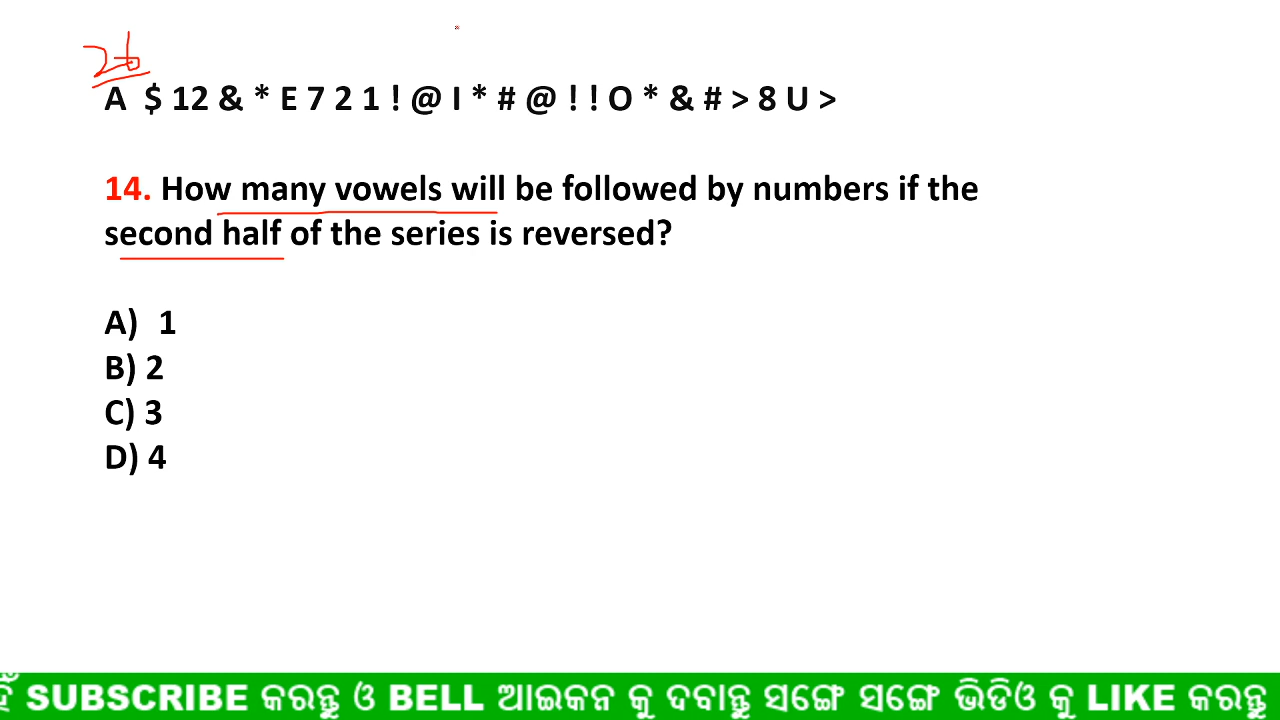 26
A $ 12 & * E 7 2 1 ! @ I * # @ ! ! O * & # > 8 U >
14. How many vowels will be followed by numbers if the
second half of the series is reversed?
A) 1
B) 2
C) 3
D) 4
SUBSCRIBE କରନ୍ତୁ ଓ BELL ଆଇକନ କୁ ଦବାନ୍ତୁ ସଙ୍ଗେ ସଙ୍ଗେ ଭିଡିଓ କୁ LIKE କରନ୍ତୁ